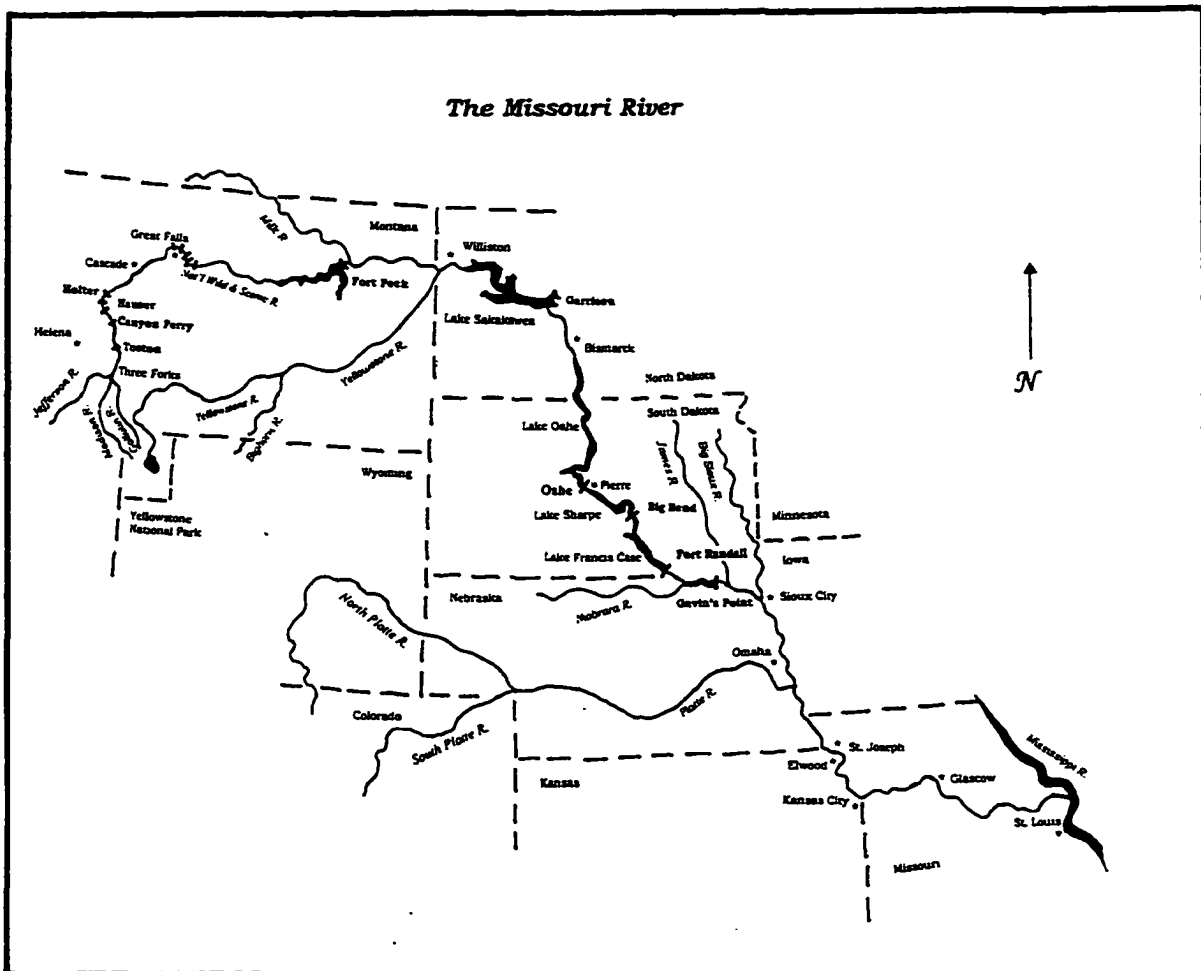 The Missouri River
Milk R.
Montana
Williston
Great Falls
Cascade
Nat'l Wild & Scenic R.
Fort Peck
Holter
Hauser
Canyon Ferry
Helena
Toston
Three Forks
Jefferson R.
Madison R.
Gallatin R.
Yellowstone R.
Yellowstone R.
Bighorn R.
Lake Sakakawea
Garrison
Bismarck
North Dakota
South Dakota
Lake Oahe
James R.
Big Sioux R.
Wyoming
Oahe
Pierre
Big Bend
Lake Sharpe
Minnesota
Yellowstone
National Park
Lake Francis Case
Fort Randall
Iowa
Nebraska
Niobrara R.
Gavin's Point
Sioux City
North Platte R.
Omaha
Platte R.
Colorado
South Platte R.
Kansas
St. Joseph
Elwood
Kansas City
Glascow
Mississippi R.
St. Louis
Missouri
N